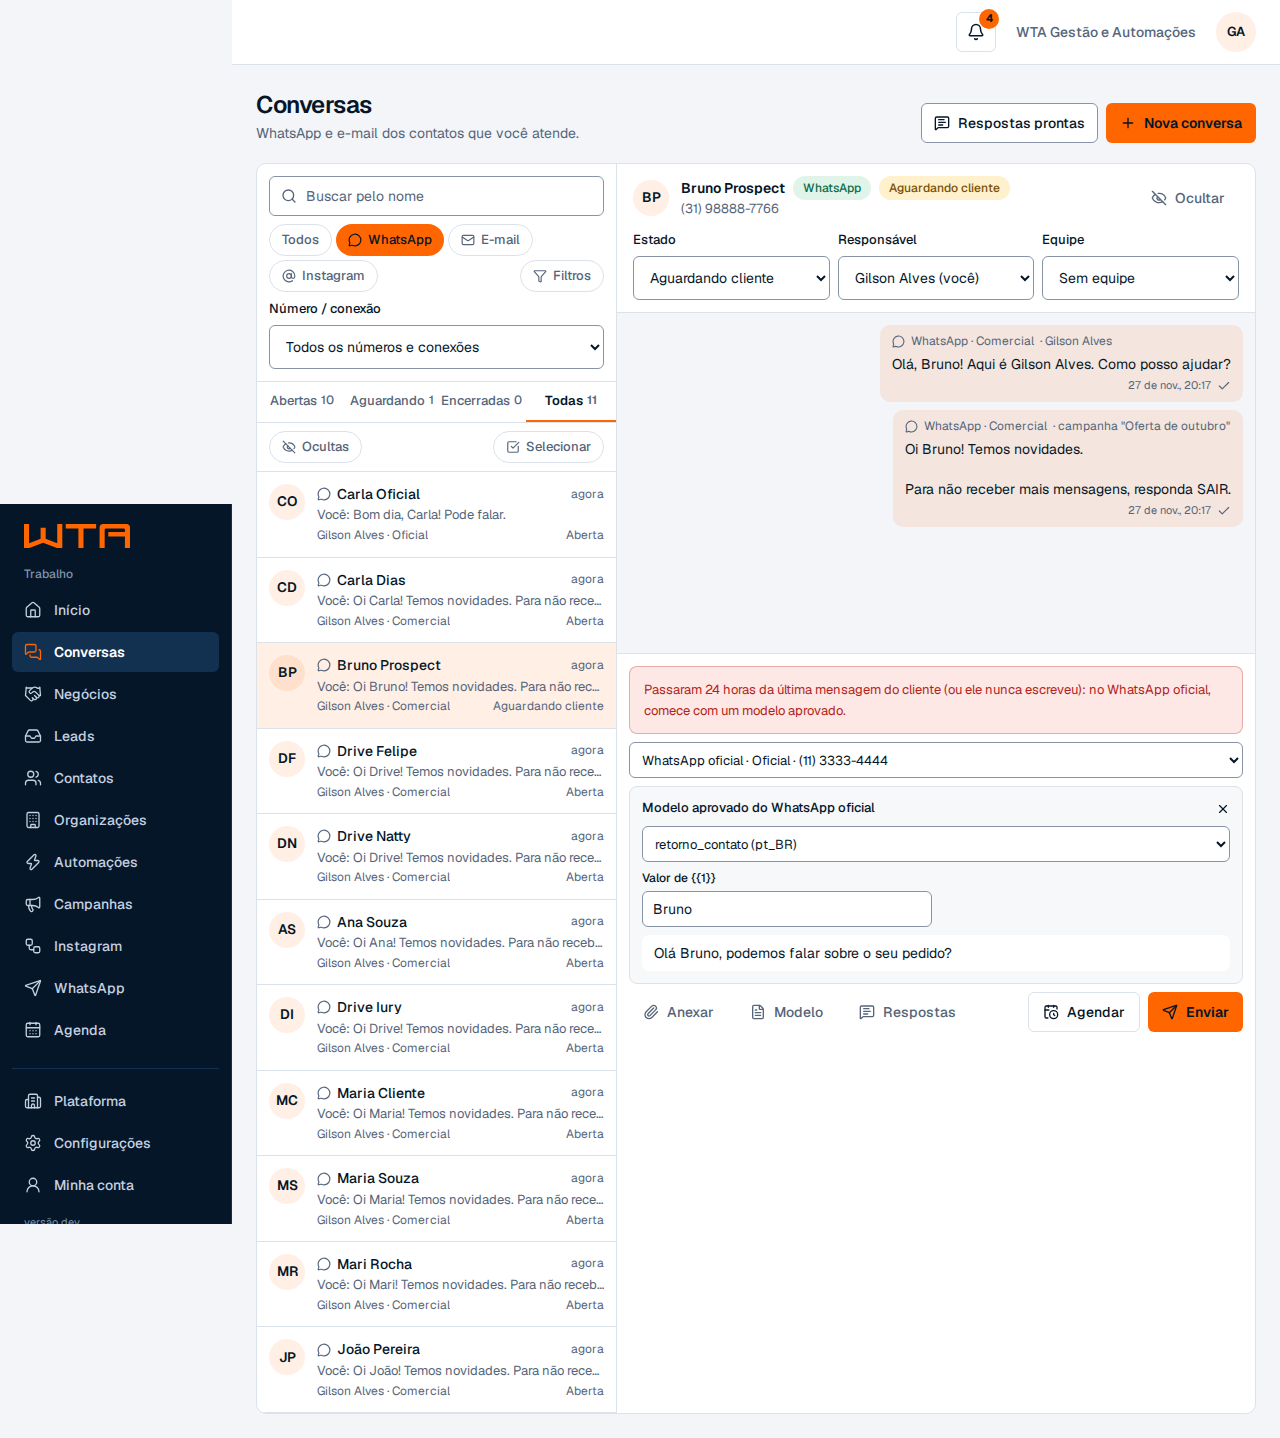 4
WTA Gestão e Automações
GA
Conversas
WhatsApp e e-mail dos contatos que você atende.
Respostas prontas
Nova conversa
WTA
Trabalho
Início
Conversas
Negócios
Leads
Contatos
Organizações
Automações
Campanhas
Instagram
WhatsApp
Agenda
Plataforma
Configurações
Minha conta
versão dev
Buscar pelo nome
Todos
WhatsApp
E-mail
Instagram
Filtros
Número / conexão
Todos os números e conexões
Abertas 10
Aguardando 1
Encerradas 0
Todas 11
Ocultas
Selecionar
CO
Carla Oficial
agora
Você: Bom dia, Carla! Pode falar.
Gilson Alves · Oficial
Aberta
CD
Carla Dias
agora
Você: Oi Carla! Temos novidades. Para não rece...
Gilson Alves · Comercial
Aberta
BP
Bruno Prospect
agora
Você: Oi Bruno! Temos novidades. Para não rec...
Gilson Alves · Comercial
Aguardando cliente
DF
Drive Felipe
agora
Você: Oi Drive! Temos novidades. Para não rece...
Gilson Alves · Comercial
Aberta
DN
Drive Natty
agora
Você: Oi Drive! Temos novidades. Para não rece...
Gilson Alves · Comercial
Aberta
AS
Ana Souza
agora
Você: Oi Ana! Temos novidades. Para não receb...
Gilson Alves · Comercial
Aberta
DI
Drive Iury
agora
Você: Oi Drive! Temos novidades. Para não rece...
Gilson Alves · Comercial
Aberta
MC
Maria Cliente
agora
Você: Oi Maria! Temos novidades. Para não rece...
Gilson Alves · Comercial
Aberta
MS
Maria Souza
agora
Você: Oi Maria! Temos novidades. Para não rece...
Gilson Alves · Comercial
Aberta
MR
Mari Rocha
agora
Você: Oi Mari! Temos novidades. Para não receb...
Gilson Alves · Comercial
Aberta
JP
João Pereira
agora
Você: Oi João! Temos novidades. Para não rece...
Gilson Alves · Comercial
Aberta
BP
Bruno Prospect
WhatsApp
Aguardando cliente
(31) 98888-7766
Ocultar
Estado
Responsável
Equipe
Aguardando cliente
Gilson Alves (você)
Sem equipe
WhatsApp · Comercial · Gilson Alves
Olá, Bruno! Aqui é Gilson Alves. Como posso ajudar?
27 de nov., 20:17
WhatsApp · Comercial · campanha "Oferta de outubro"
Oi Bruno! Temos novidades.
Para não receber mais mensagens, responda SAIR.
27 de nov., 20:17
Passaram 24 horas da última mensagem do cliente (ou ele nunca escreveu): no WhatsApp oficial,
comece com um modelo aprovado.
WhatsApp oficial · Oficial · (11) 3333-4444
Modelo aprovado do WhatsApp oficial
retorno_contato (pt_BR)
Valor de {{1}}
Bruno
Olá Bruno, podemos falar sobre o seu pedido?
Anexar
Modelo
Respostas
Agendar
Enviar